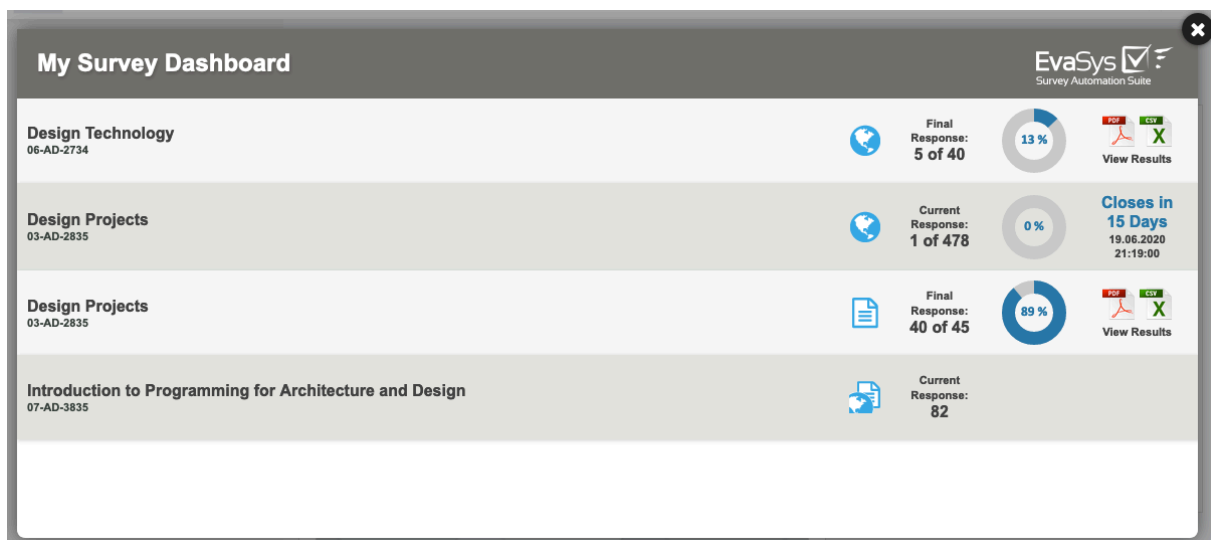 My Survey Dashboard
EvaSys
Survey Automation Suite
Design Technology
06-AD-2734
Final
Response:
5 of 40
13 %
PDF
CSV
X
View Results
Design Projects
03-AD-2835
Current
Response:
1 of 478
0 %
Closes in
15 Days
19.06.2020
21:19:00
Design Projects
03-AD-2835
Final
Response:
40 of 45
89 %
PDF
CSV
X
View Results
Introduction to Programming for Architecture and Design
07-AD-3835
Current
Response:
82